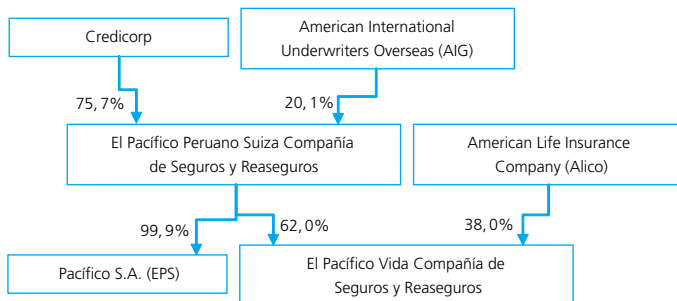 Credicorp
American International
Underwriters Overseas (AIG)
75,7%
20,1%
El Pacífico Peruano Suiza Compañía
de Seguros y Reaseguros
American Life Insurance
Company (Alico)
99,9%
62,0%
38,0%
Pacífico S.A. (EPS)
El Pacífico Vida Compañía de
Seguros y Reaseguros